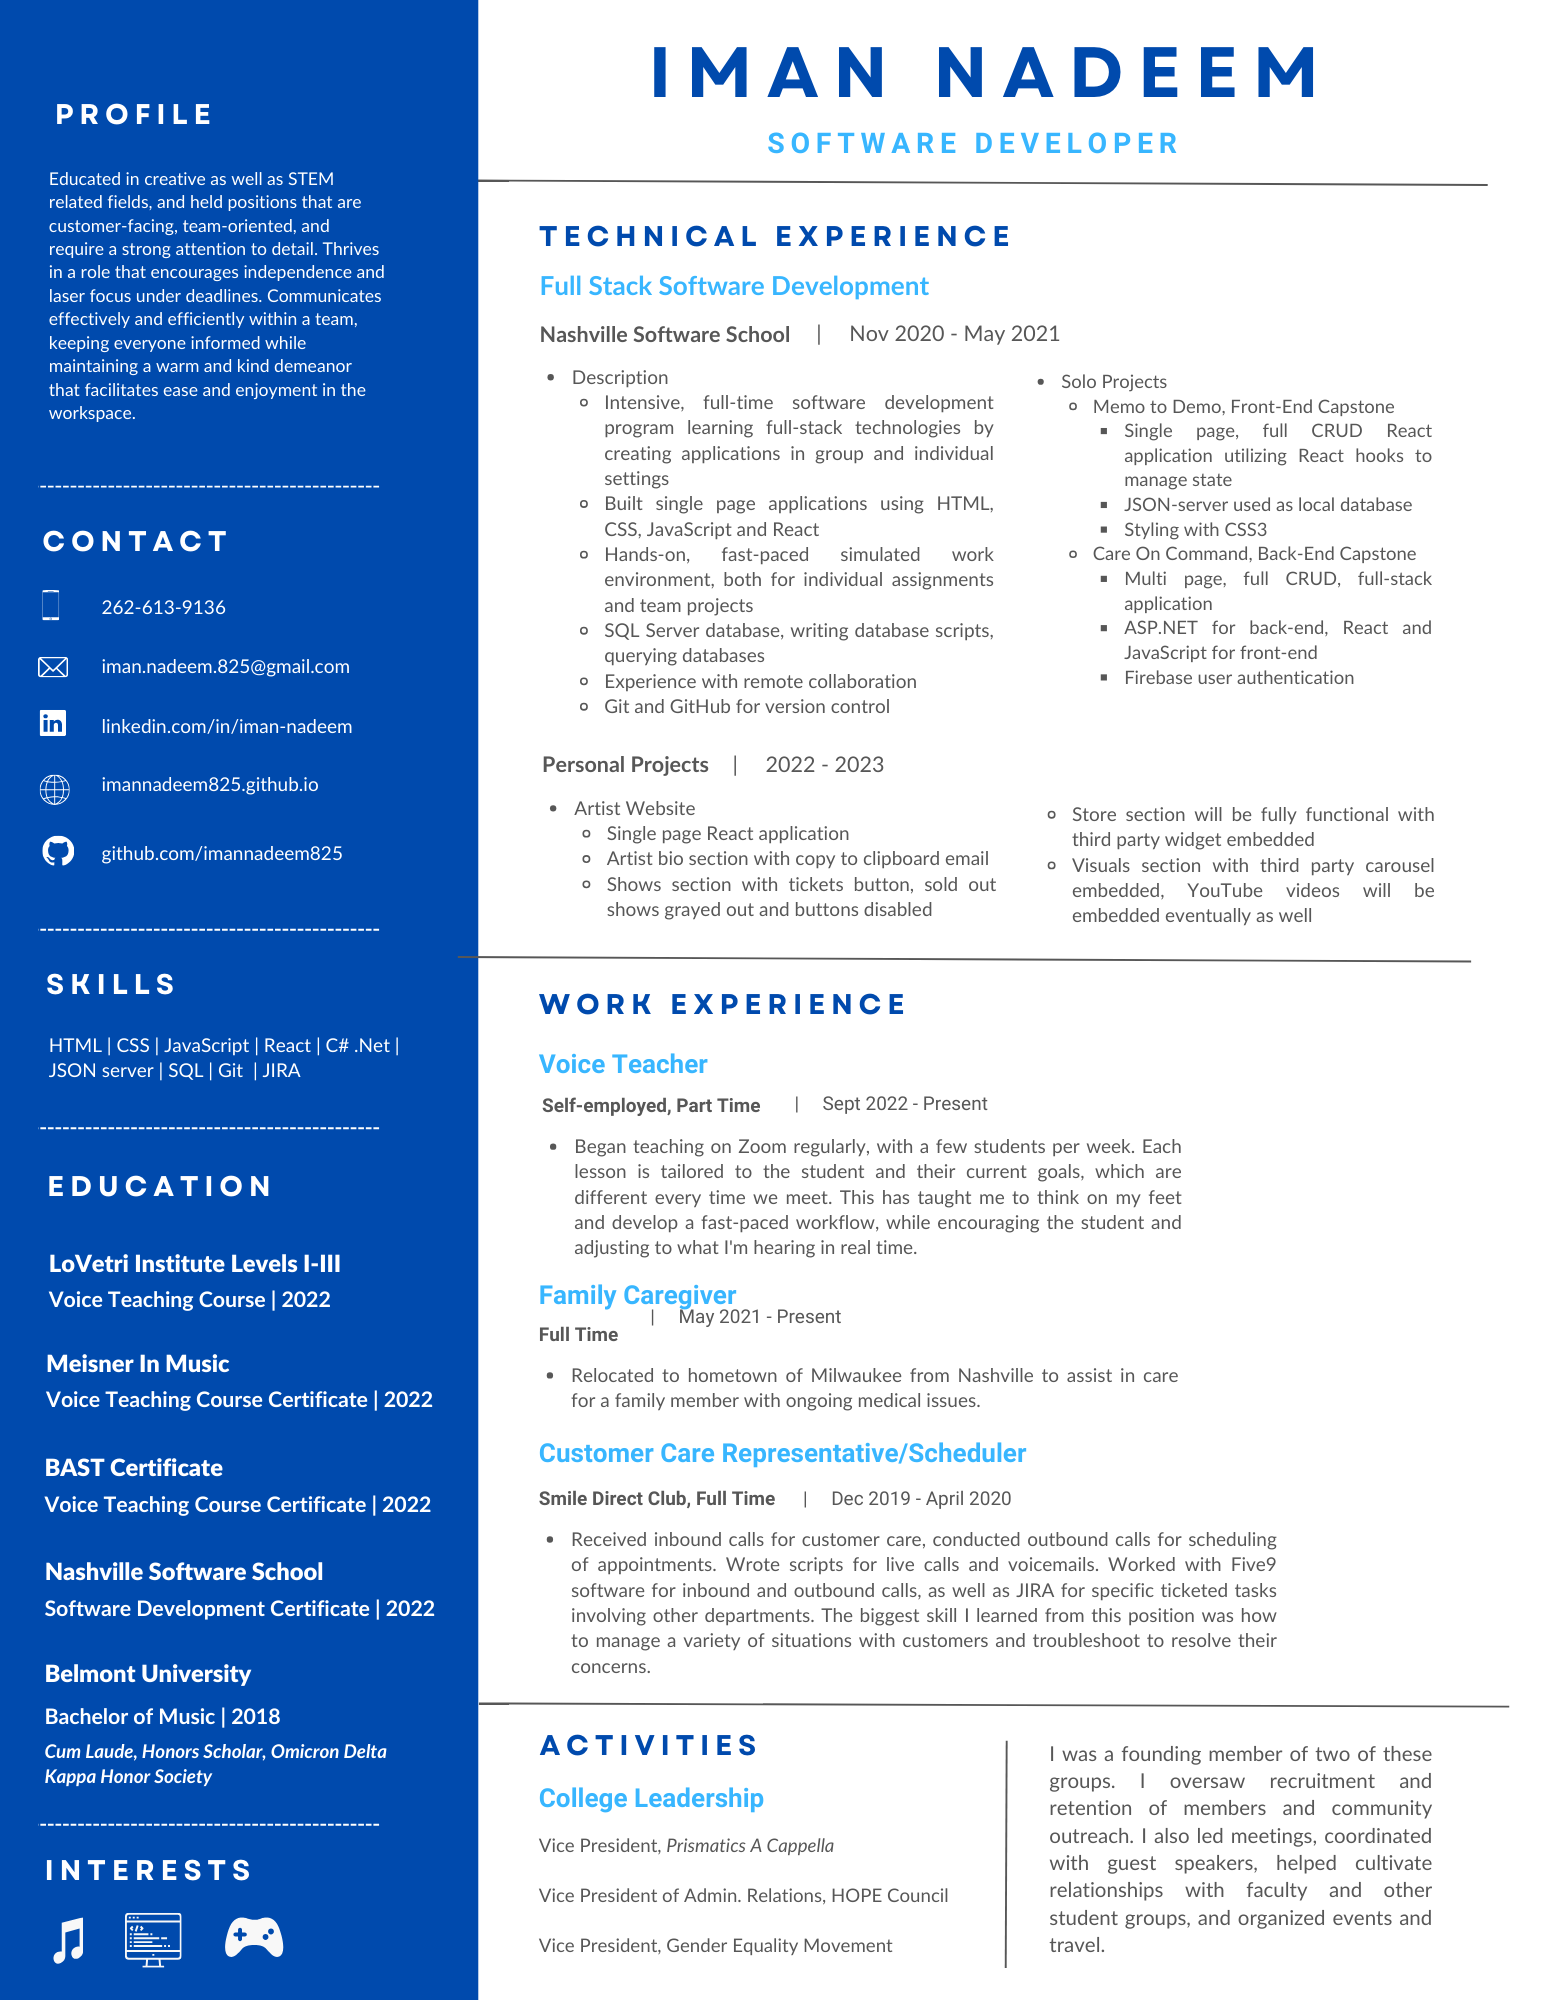 PROFILE
Educated in creative as well as STEM
related fields, and held positions that are
customer-facing, team-oriented, and
require a strong attention to detail. Thrives
in a role that encourages independence and
laser focus under deadlines. Communicates
effectively and efficiently within a team,
keeping everyone informed while
maintaining a warm and kind demeanor
that facilitates ease and enjoyment in the
workspace.
CONTACT
262-613-9136
iman.nadeem.825@gmail.com
linkedin.com/in/iman-nadeem
imannadeem825.github.io
github.com/imannadeem825
SKILLS
HTML | CSS | JavaScript | React | C# .Net |
JSON server | SQL | Git | JIRA
EDUCATION
LoVetri Institute Levels I-III
Voice Teaching Course | 2022
Meisner In Music
Voice Teaching Course Certificate | 2022
BAST Certificate
Voice Teaching Course Certificate | 2022
Nashville Software School
Software Development Certificate | 2022
Belmont University
Bachelor of Music | 2018
Cum Laude, Honors Scholar, Omicron Delta
Kappa Honor Society
INTERESTS
IMAN NADEEM
SOFTWARE DEVELOPER
TECHNICAL EXPERIENCE
Full Stack Software Development
Nashville Software School | Nov 2020 - May 2021
• Description
Intensive, full-time software development
program learning full-stack technologies by
creating applications in group and individual
settings
Built single page applications using HTML,
CSS, JavaScript and React
Hands-on, fast-paced simulated work
environment, both for individual assignments
and team projects
SQL Server database, writing database scripts,
querying databases
Experience with remote collaboration
Git and GitHub for version control
• Solo Projects
Memo to Demo, Front-End Capstone
Single page, full CRUD React
application utilizing React hooks to
manage state
JSON-server used as local database
Styling with CSS3
Care On Command, Back-End Capstone
Multi page, full CRUD, full-stack
application
ASP.NET for back-end, React and
JavaScript for front-end
Firebase user authentication
Personal Projects | 2022 - 2023
• Artist Website
Single page React application
Artist bio section with copy to clipboard email
Shows section with tickets button, sold out
shows grayed out and buttons disabled
Store section will be fully functional with
third party widget embedded
Visuals section with third party carousel
embedded, YouTube videos will be
embedded eventually as well
WORK EXPERIENCE
Voice Teacher
Self-employed, Part Time | Sept 2022 - Present
• Began teaching on Zoom regularly, with a few students per week. Each
lesson is tailored to the student and their current goals, which are
different every time we meet. This has taught me to think on my feet
and develop a fast-paced workflow, while encouraging the student and
adjusting to what I'm hearing in real time.
Family Caregiver
| May 2021 - Present
Full Time
• Relocated to hometown of Milwaukee from Nashville to assist in care
for a family member with ongoing medical issues.
Customer Care Representative/Scheduler
Smile Direct Club, Full Time | Dec 2019 - April 2020
• Received inbound calls for customer care, conducted outbound calls for scheduling
of appointments. Wrote scripts for live calls and voicemails. Worked with Five9
software for inbound and outbound calls, as well as JIRA for specific ticketed tasks
involving other departments. The biggest skill I learned from this position was how
to manage a variety of situations with customers and troubleshoot to resolve their
concerns.
ACTIVITIES
College Leadership
Vice President, Prismatics A Cappella
Vice President of Admin. Relations, HOPE Council
Vice President, Gender Equality Movement
I was a founding member of two of these
groups. I oversaw recruitment and
retention of members and community
outreach. I also led meetings, coordinated
with guest speakers, helped cultivate
relationships with faculty and other
student groups, and organized events and
travel.